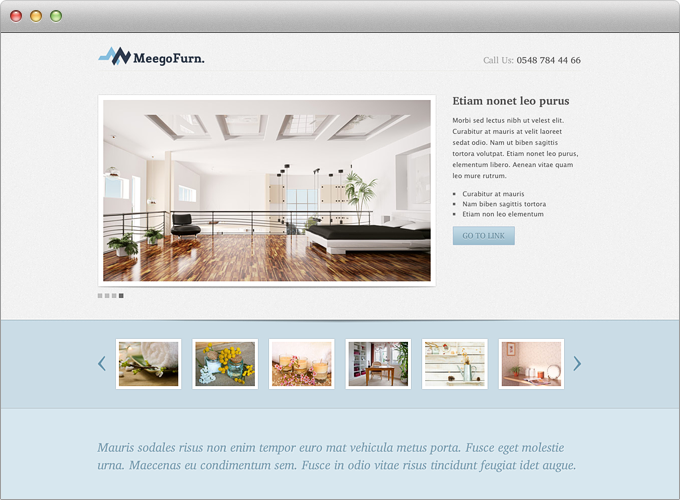 MeegoFurn.
Call Us: 0548 784 44 66
Etiam nonet leo purus
Morbi sed lectus nibh ut velest elit.
Curabitur at mauris at velit laoreet
sedat odio. Nam ut biben sagittis
tortora volutpat. Etiam nonet leo purus,
elementum libero. Aenean vitae quam
leo mure rutrum.
Curabitur at mauris
Nam biben sagittis tortora
Etiam non leo elementum
GO TO LINK
Mauris sodales risus non enim tempor euro mat vehicula metus porta. Fusce eget molestie
urna. Maecenas eu condimentum sem. Fusce in odio vitae risus tincidunt feugiat idet augue.